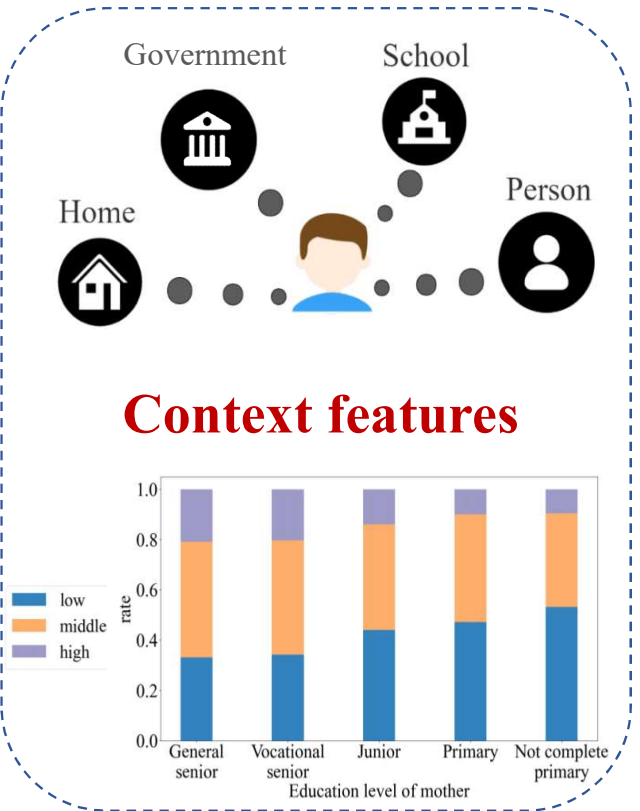 Government
School
Home
Person
Context features
1.0
0.8
0.6
0.4
0.2
0.0
rate
low
middle
high
General senior
Vocational senior
Junior
Primary
Not complete primary
Education level of mother